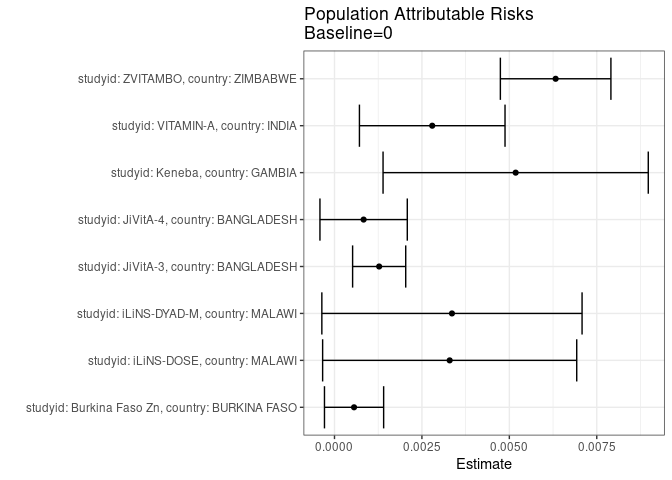 Population Attributable Risks
Baseline=0
studyid: ZVITAMBO, country: ZIMBABWE
studyid: VITAMIN-A, country: INDIA
studyid: Keneba, country: GAMBIA
studyid: JiVitA-4, country: BANGLADESH
studyid: JiVitA-3, country: BANGLADESH
studyid: iLiNS-DYAD-M, country: MALAWI
studyid: iLiNS-DOSE, country: MALAWI
studyid: Burkina Faso Zn, country: BURKINA FASO
0.0000 0.0025 0.0050 0.0075
Estimate